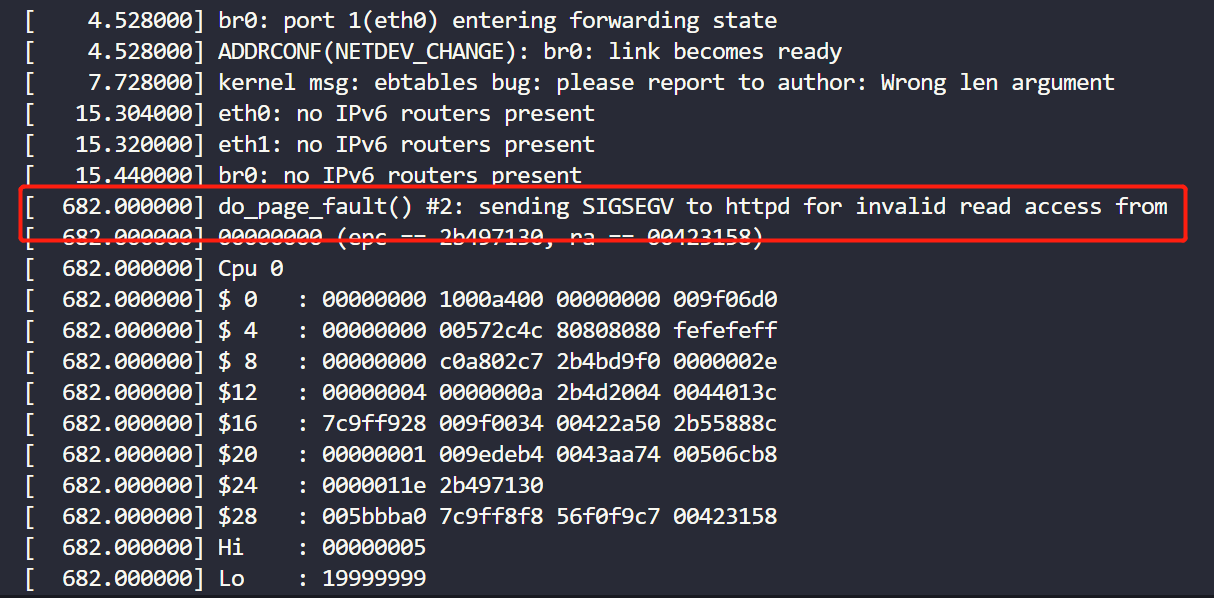 [    4.528000] br0: port 1(eth0) entering forwarding state
[    4.528000] ADDRCONF(NETDEV_CHANGE): br0: link becomes ready
[    7.728000] kernel msg: ebtables bug: please report to author: Wrong len argument
[   15.304000] eth0: no IPv6 routers present
[   15.320000] eth1: no IPv6 routers present
[   15.440000] br0: no IPv6 routers present
[  682.000000] do_page_fault() #2: sending SIGSEGV to httpd for invalid read access from
[  682.000000] 00000000 (epc == 2b497130, ra == 00423158)
[  682.000000] Cpu 0
[  682.000000] $ 0   : 00000000 1000a400 00000000 009f06d0
[  682.000000] $ 4   : 00000000 00572c4c 80808080 fefefeff
[  682.000000] $ 8   : 00000000 c0a802c7 2b4bd9f0 0000002e
[  682.000000] $12   : 00000004 0000000a 2b4d2004 0044013c
[  682.000000] $16   : 7c9ff928 009f0034 00422a50 2b55888c
[  682.000000] $20   : 00000001 009edeb4 0043aa74 00506cb8
[  682.000000] $24   : 0000011e 2b497130
[  682.000000] $28   : 005bbba0 7c9ff8f8 56f0f9c7 00423158
[  682.000000] Hi    : 00000005
[  682.000000] Lo    : 19999999